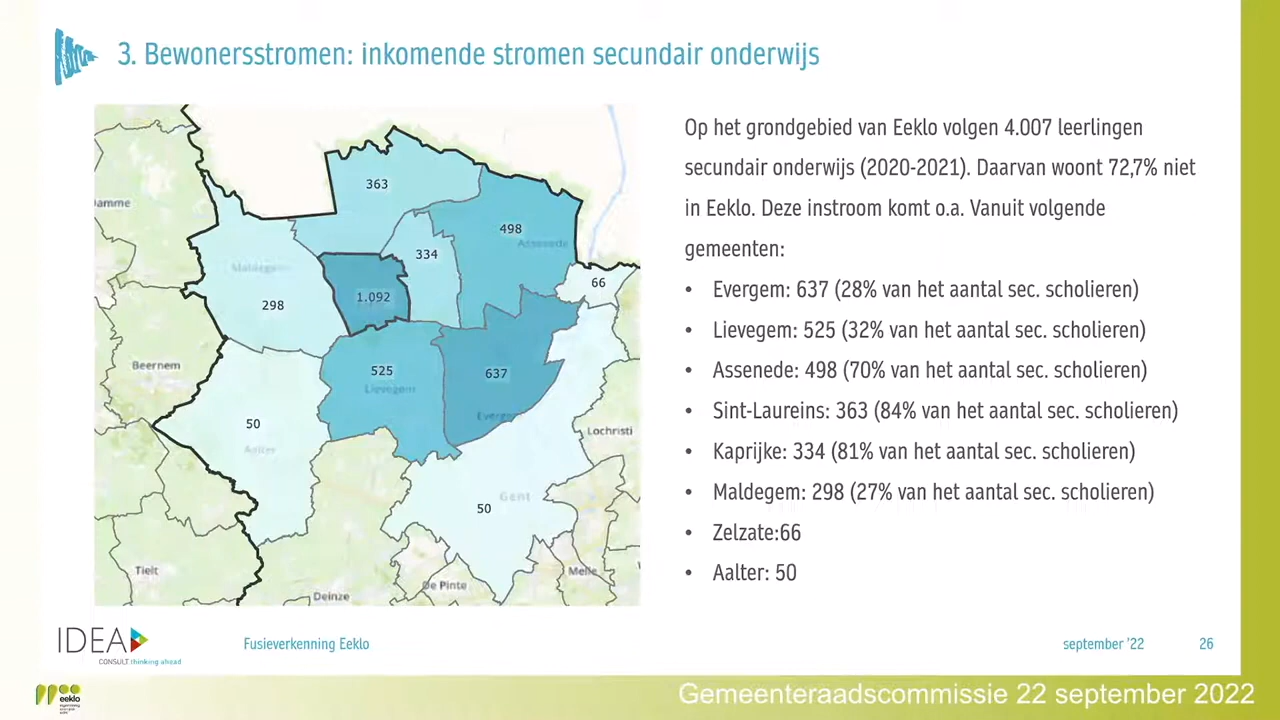 3. Bewonersstromen: inkomende stromen secundair onderwijs
363
498
Assenede
334
66
Maldegem
1.092
298
Beernem
525
Lievegem
637
50
Aalter
Lochristi
Gent
50
Tielt
De Pinte
Melle
Deinze
Op het grondgebied van Eeklo volgen 4.007 leerlingen
secundair onderwijs (2020-2021). Daarvan woont 72,7% niet
in Eeklo. Deze instroom komt o.a. Vanuit volgende
gemeenten:
• Evergem: 637 (28% van het aantal sec. scholieren)
• Lievegem: 525 (32% van het aantal sec. scholieren)
• Assenede: 498 (70% van het aantal sec. scholieren)
• Sint-Laureins: 363 (84% van het aantal sec. scholieren)
• Kaprijke: 334 (81% van het aantal sec. scholieren)
• Maldegem: 298 (27% van het aantal sec. scholieren)
• Zelzate:66
• Aalter: 50
IDEA
CONSULT thinking ahead
Fusieverkenning Eeklo
september '22
26
eeklo
Gemeenteraadscommissie 22 september 2022